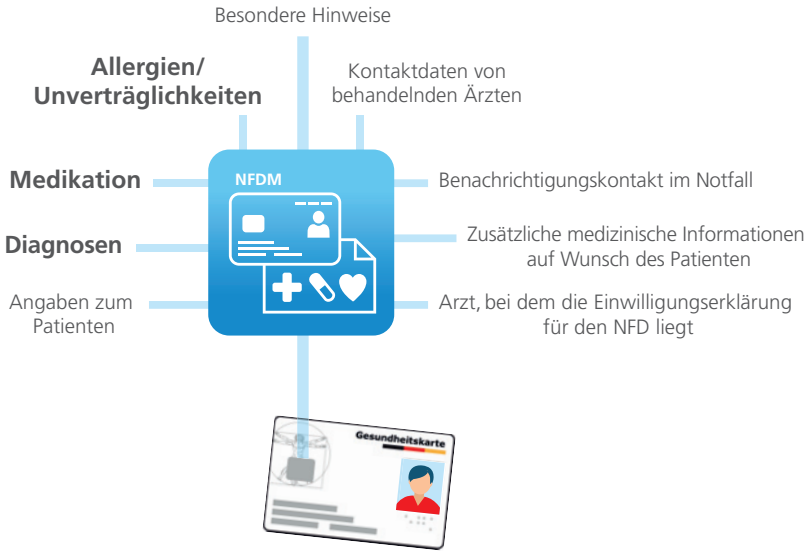 Besondere Hinweise
Allergien/
Unverträglichkeiten
Kontaktdaten von
behandelnden Ärzten
Medikation
NFDM
Benachrichtigungskontakt im Notfall
Diagnosen
Zusätzliche medizinische Informationen
auf Wunsch des Patienten
Angaben zum
Patienten
Arzt, bei dem die Einwilligungserklärung
für den NFD liegt
Gesundheitskarte